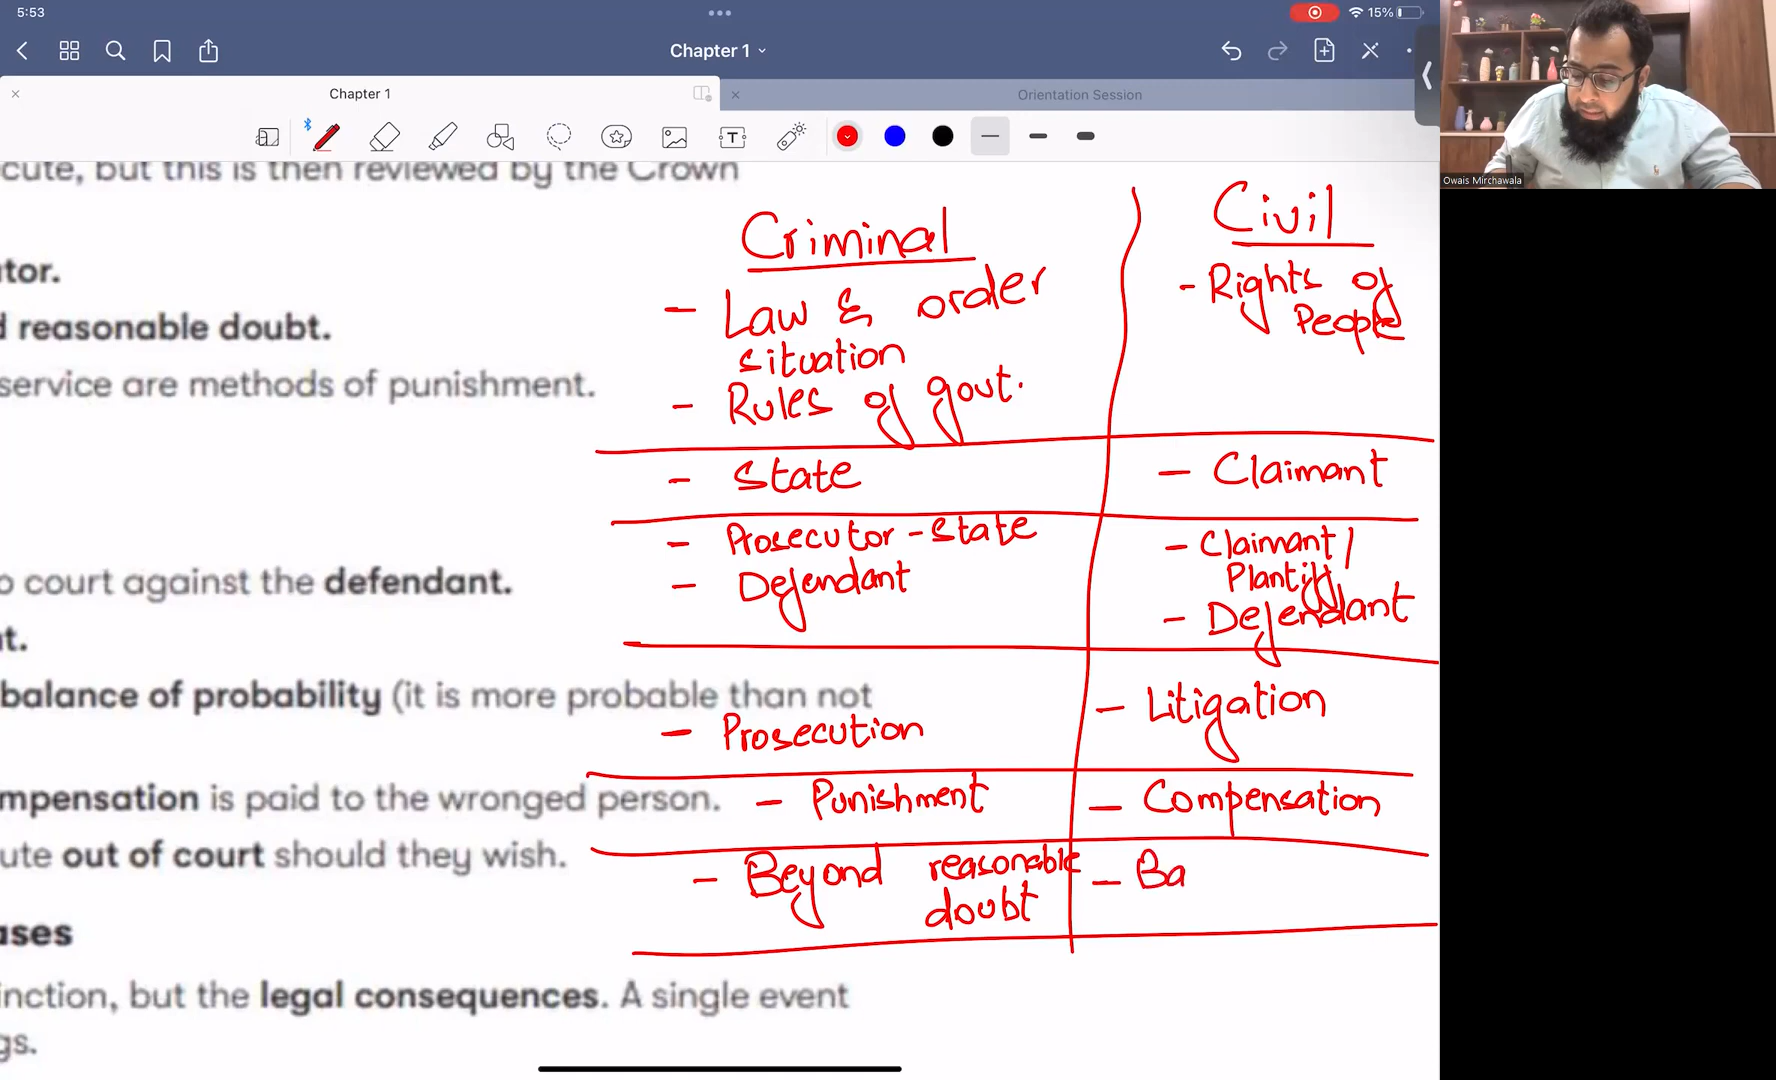 5:53
15%
Chapter 1
Chapter 1
Orientation Session
T
Owais Mirchawala
cute, but this is then reviewed by the Crown
tor.
d reasonable doubt.
service are methods of punishment.
o court against the defendant.
t.
balance of probability (it is more probable than not
mpensation is paid to the wronged person.
ute out of court should they wish.
ases
inction, but the legal consequences. A single event
gs.
Criminal
- Law & order
situation
- Rules of govt.
- State
- Prosecutor - State
- Defendant
- Prosecution
- Punishment
- Beyond reasonable
doubt
Civil
- Rights of
People
- Claimant
- Claimant/
Plantiff
- Defendant
- Litigation
- Compensation
- Ba